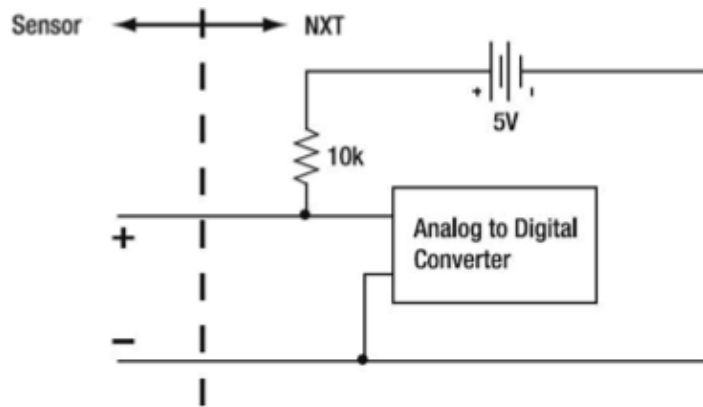 Sensor
NXT
+ -
5V
10k
Analog to Digital
Converter
+
-